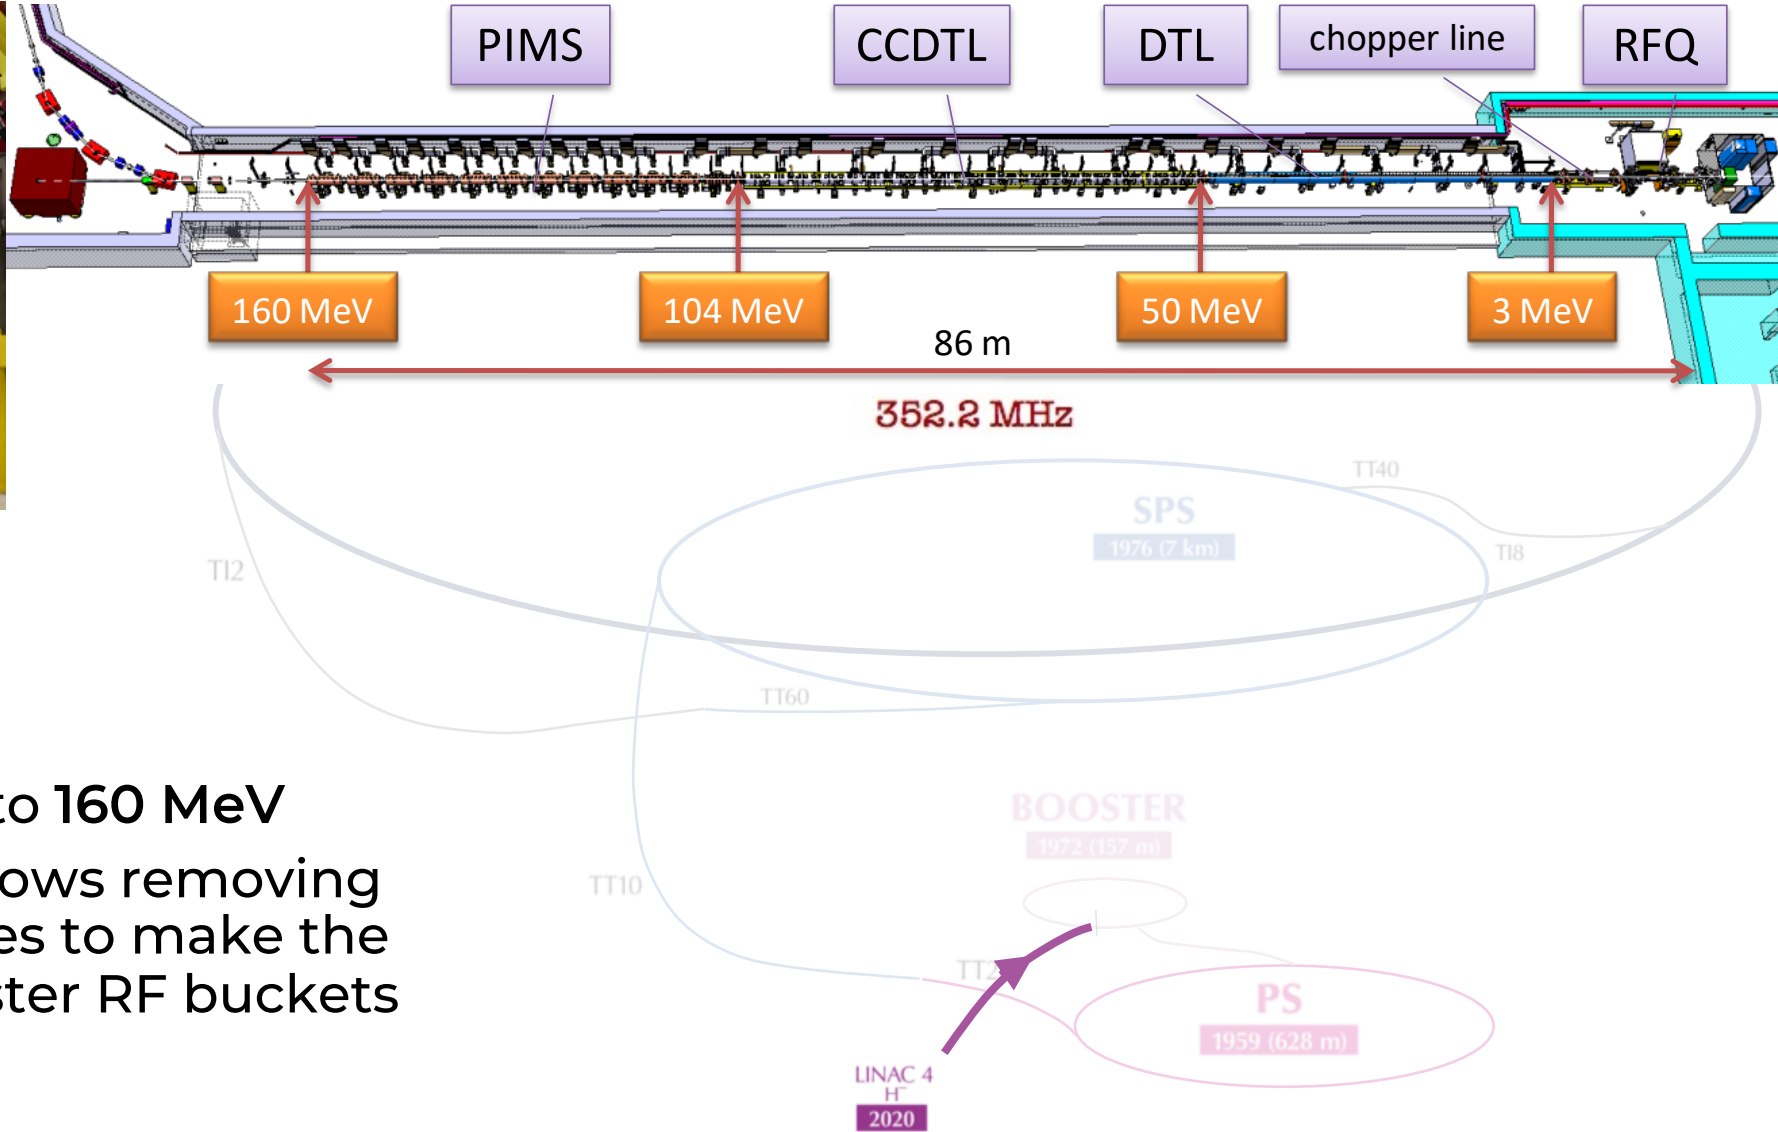 PIMS
CCDTL
DTL
chopper line
RFQ
160 MeV
104 MeV
50 MeV
3 MeV
86 m
352.2 MHz
TT40
SPS
1976 (7 km)
TI8
TI2
TT60
to 160 MeV
BOOSTER
1972 (157 m)
ows removing
TT10
es to make the
TT2
ster RF buckets
PS
1959 (628 m)
LINAC 4
H⁻
2020